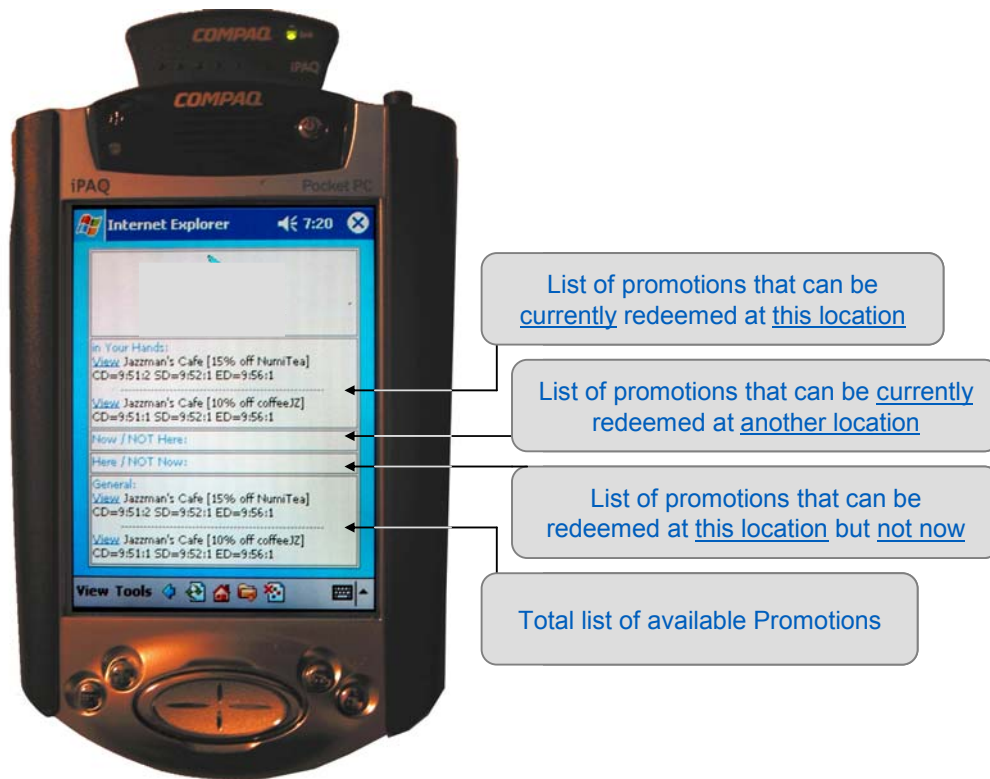 COMPAQ link
iPAQ
COMPAQ
iPAQ Pocket PC
Internet Explorer 7:20
in Your Hands:
View Jazzman's Cafe [15% off NumiTea]
CD=9:51:2 SD=9:52:1 ED=9:56:1
View Jazzman's Cafe [10% off coffeeJZ]
CD=9:51:1 SD=9:52:1 ED=9:56:1
Now / NOT Here:
Here / NOT Now:
General:
View Jazzman's Cafe [15% off NumiTea]
CD=9:51:2 SD=9:52:1 ED=9:56:1
View Jazzman's Cafe [10% off coffeeJZ]
CD=9:51:1 SD=9:52:1 ED=9:56:1
View Tools
List of promotions that can be
currently redeemed at this location
List of promotions that can be currently
redeemed at another location
List of promotions that can be
redeemed at this location but not now
Total list of available Promotions